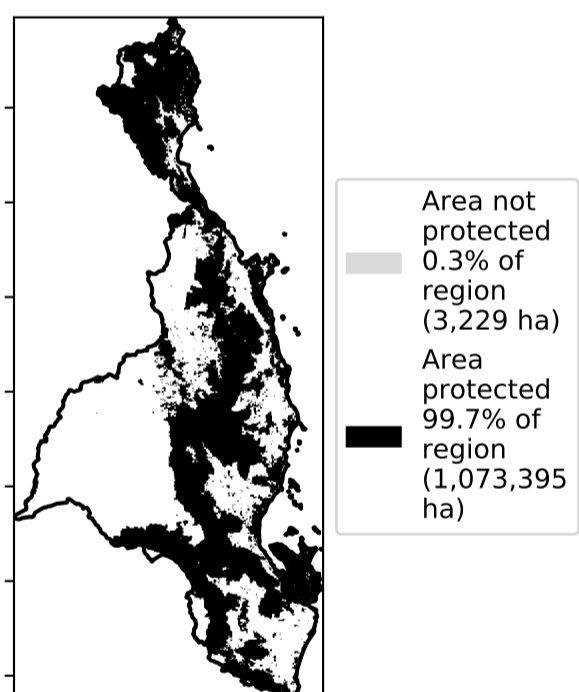 Area not
protected
0.3% of
region
(3,229 ha)
Area
protected
99.7% of
region
(1,073,395
ha)